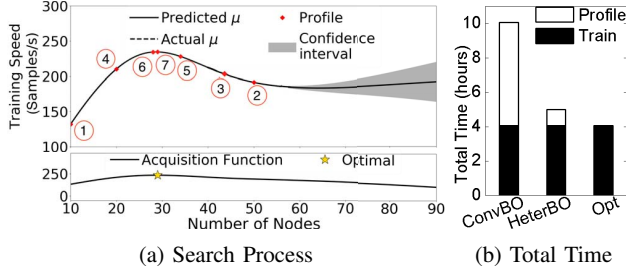 Predicted μ
Actual μ
Profile
Confidence
interval
Training Speed
(Samples/s)
250
200
150
100
1
4
6
7
5
3
2
Acquisition Function
Optimal
250
0
10 20 30 40 50 60 70 80 90
Number of Nodes
(a) Search Process
Profile
Train
Total Time (hours)
10
8
6
4
2
0
ConvBO
HeterBO
Opt
(b) Total Time